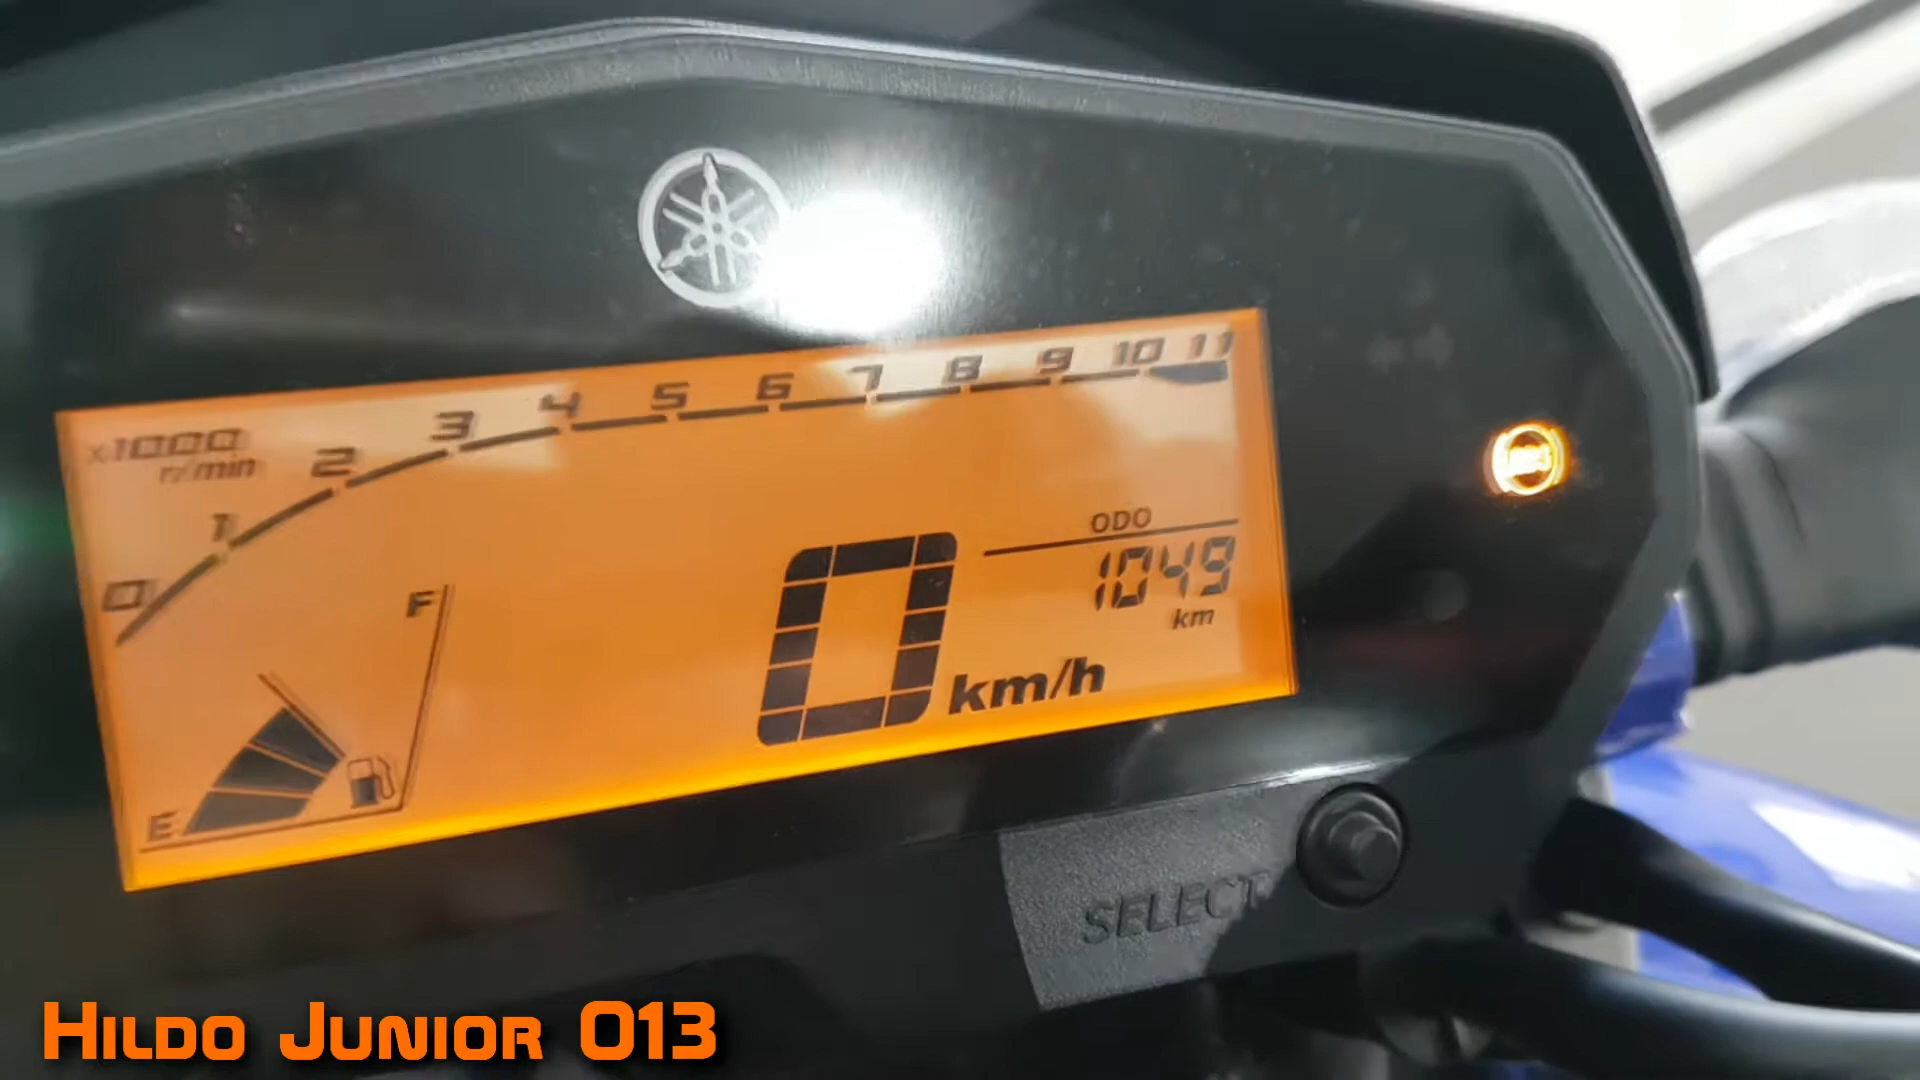 0 1 2 3 4 5 6 7 8 9 10 11
x1000
r/min
ODO
1049
km
0 km/h
F
E
SELECT
HILDO JUNIOR 013